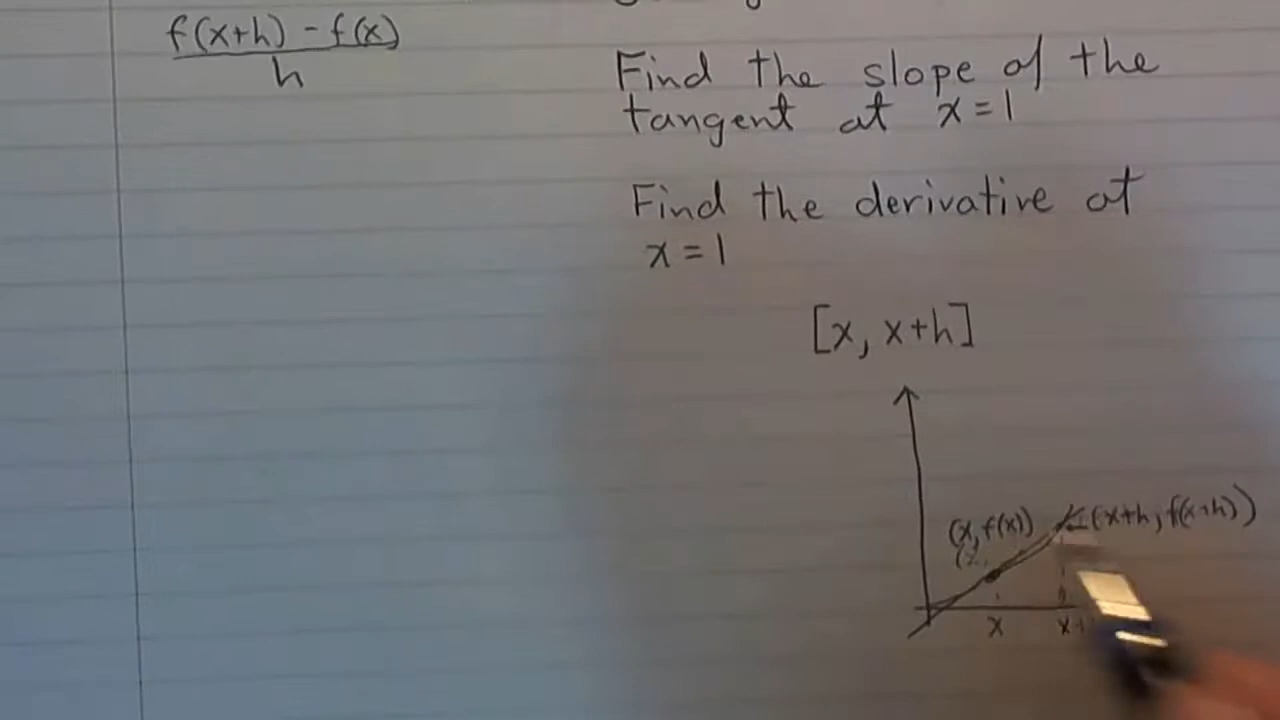 f(x+h) - f(x)
h
Find the slope of the
tangent at x = 1
Find the derivative at
x = 1
[x, x+h]
(x, f(x))
(x+h, f(x+h))
(x,
x
x+